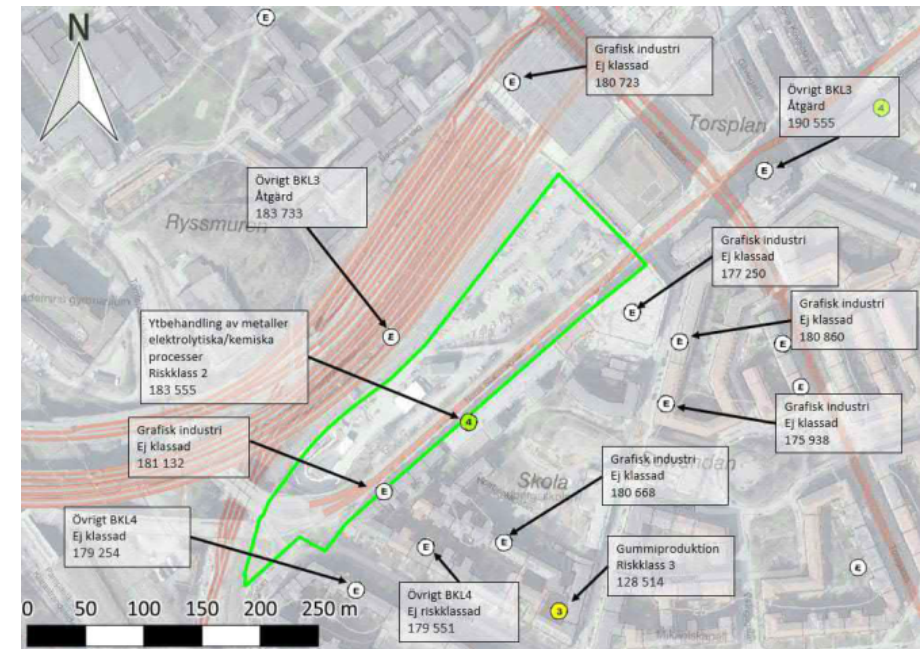 E
N
Grafisk industri
Ej klassad
180 723
E
Övrigt BKL3
Åtgärd
190 555
4
Torsplan
E
Övrigt BKL3
Åtgärd
183 733
Ryssmuren
Grafisk industri
Ej klassad
177 250
E
Ytbehandling av metaller
elektrolytiska/kemiska
processer
Riskklass 2
183 555
E
Grafisk industri
Ej klassad
180 860
E
E
E
Grafisk industri
Ej klassad
175 938
E
4
Grafisk industri
Ej klassad
181 132
Grafisk industri
Ej klassad
180 668
Skola
E
Övrigt BKL4
Ej klassad
179 254
E
E
Gummiproduktion
Riskklass 3
128 514
E
E
Övrigt BKL4
Ej riskklassad
179 551
3
0 50 100 150 200 250 m